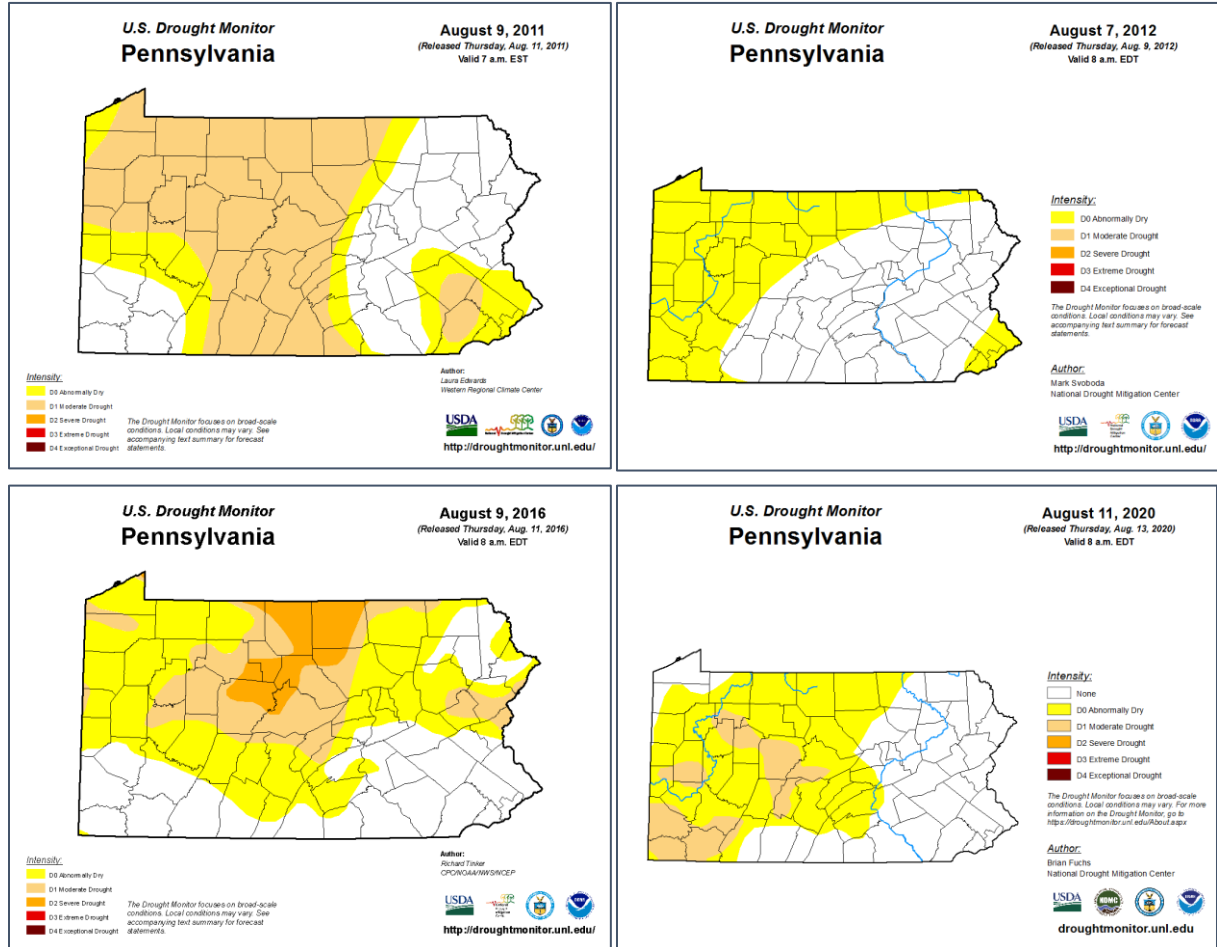 U.S. Drought Monitor
Pennsylvania
August 9, 2011
(Released Thursday, Aug. 11, 2011)
Valid 7 a.m. EST
Intensity:
D0 Abnormally Dry
D1 Moderate Drought
D2 Severe Drought
D3 Extreme Drought
D4 Exceptional Drought
The Drought Monitor focuses on broad-scale
conditions. Local conditions may vary. See
accompanying text summary for forecast
statements.
Author:
Laura Edwards
Western Regional Climate Center
USDA
http://droughtmonitor.unl.edu/
U.S. Drought Monitor
Pennsylvania
August 7, 2012
(Released Thursday, Aug. 9, 2012)
Valid 8 a.m. EDT
Intensity:
D0 Abnormally Dry
D1 Moderate Drought
D2 Severe Drought
D3 Extreme Drought
D4 Exceptional Drought
The Drought Monitor focuses on broad-scale
conditions. Local conditions may vary. See
accompanying text summary for forecast
statements.
Author:
Mark Svoboda
National Drought Mitigation Center
USDA
http://droughtmonitor.unl.edu/
U.S. Drought Monitor
Pennsylvania
August 9, 2016
(Released Thursday, Aug. 11, 2016)
Valid 8 a.m. EDT
Intensity:
D0 Abnormally Dry
D1 Moderate Drought
D2 Severe Drought
D3 Extreme Drought
D4 Exceptional Drought
The Drought Monitor focuses on broad-scale
conditions. Local conditions may vary. See
accompanying text summary for forecast
statements.
Author:
Richard Tinker
CPC/NOAA/NWS/NCEP
USDA
http://droughtmonitor.unl.edu/
U.S. Drought Monitor
Pennsylvania
August 11, 2020
(Released Thursday, Aug. 13, 2020)
Valid 8 a.m. EDT
Intensity:
None
D0 Abnormally Dry
D1 Moderate Drought
D2 Severe Drought
D3 Extreme Drought
D4 Exceptional Drought
The Drought Monitor focuses on broad-scale
conditions. Local conditions may vary. For more
information on the Drought Monitor, go to
https://droughtmonitor.unl.edu/About.aspx
Author:
Brian Fuchs
National Drought Mitigation Center
USDA
NDMC
droughtmonitor.unl.edu